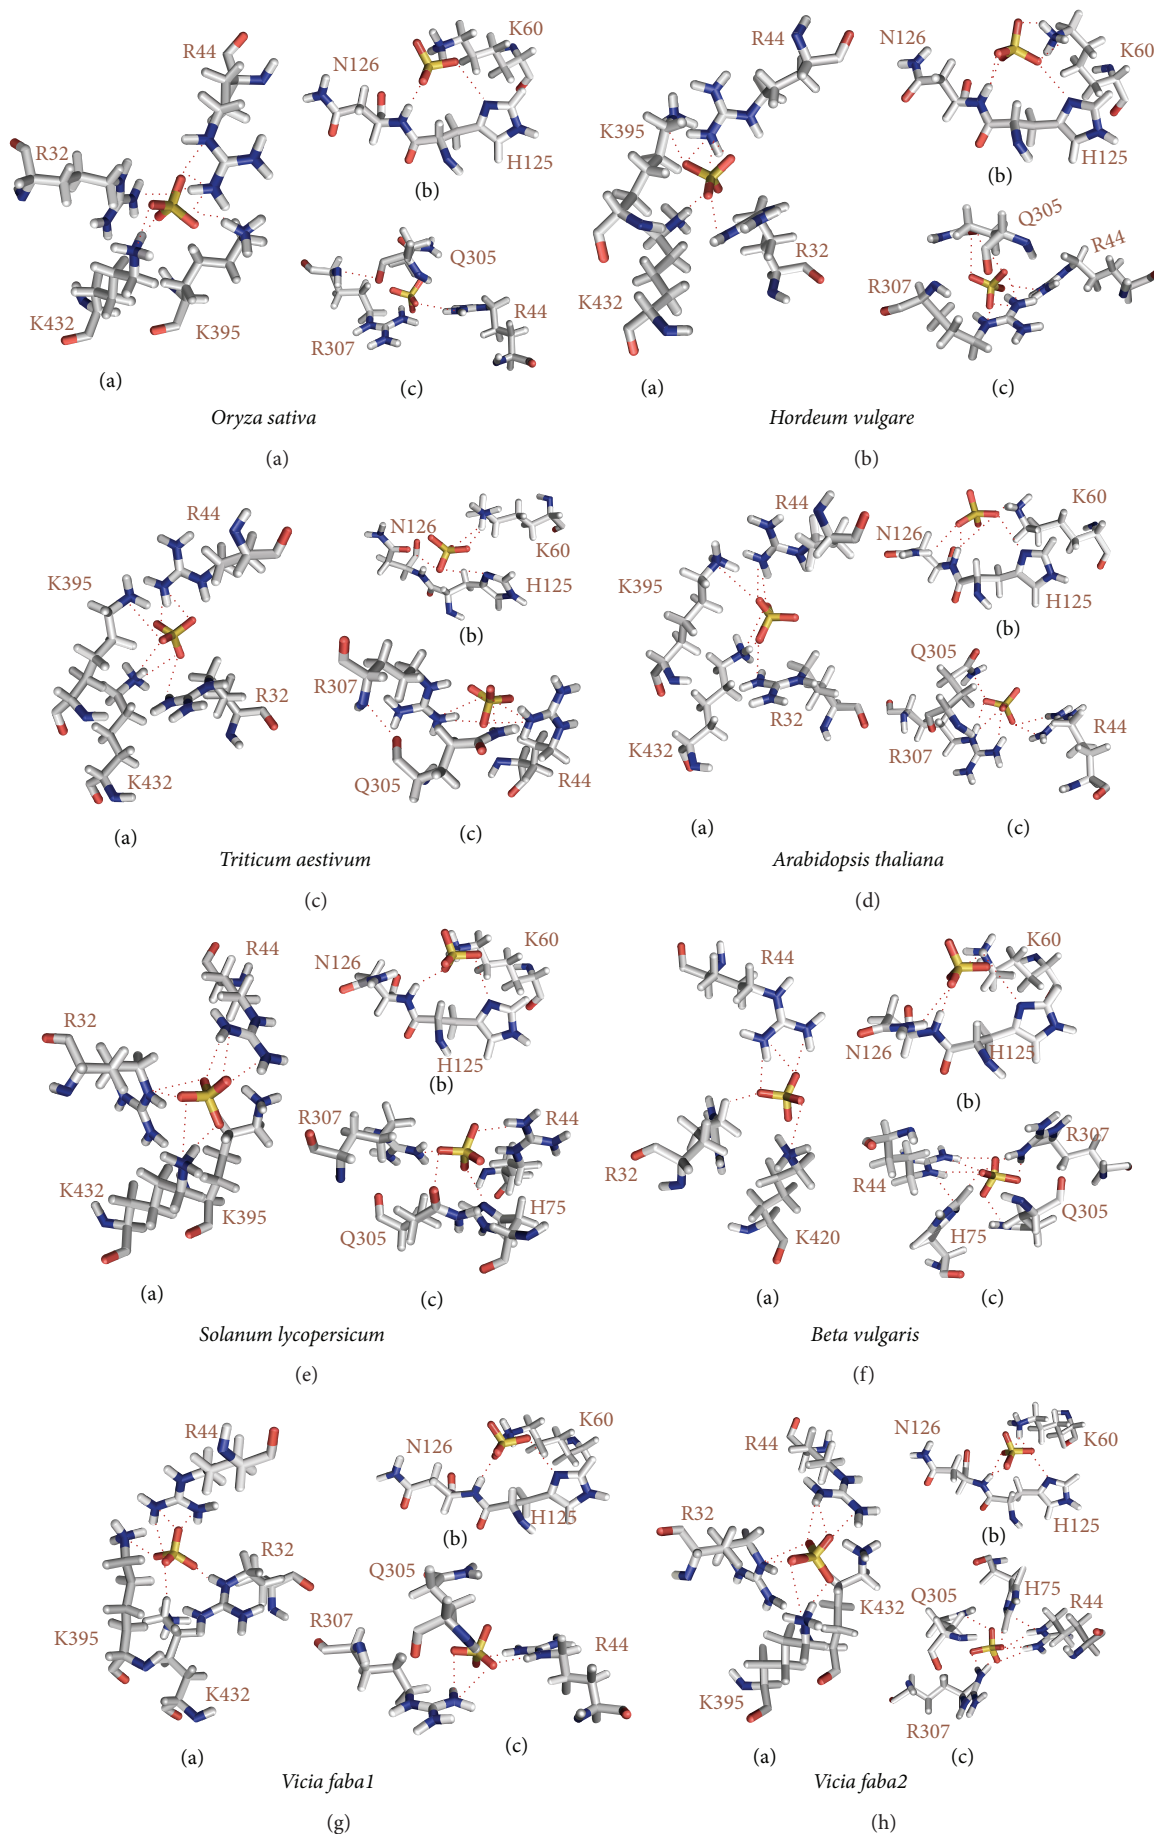 R44
R32
K432
K395
(a)
N126
K60
H125
(b)
Q305
R307
R44
(c)
Oryza sativa
(a)
R44
K395
R32
K432
(a)
N126
K60
H125
(b)
Q305
R44
R307
(c)
Hordeum vulgare
(b)
R44
K395
R32
K432
(a)
N126
K60
H125
(b)
R307
Q305
R44
(c)
Triticum aestivum
(c)
R44
K395
R32
K432
(a)
N126
K60
H125
(b)
Q305
R307
R44
(c)
Arabidopsis thaliana
(d)
R44
R32
K432
K395
(a)
N126
K60
H125
(b)
R307
R44
H75
Q305
(c)
Solanum lycopersicum
(e)
R44
R32
K420
(a)
K60
N126
H125
(b)
R307
R44
Q305
H75
(c)
Beta vulgaris
(f)
R44
R32
K395
K432
(a)
K60
N126
H125
(b)
Q305
R307
R44
(c)
Vicia faba1
(g)
R44
R32
K432
K395
(a)
N126
K60
H125
(b)
H75
Q305
R44
R307
(c)
Vicia faba2
(h)